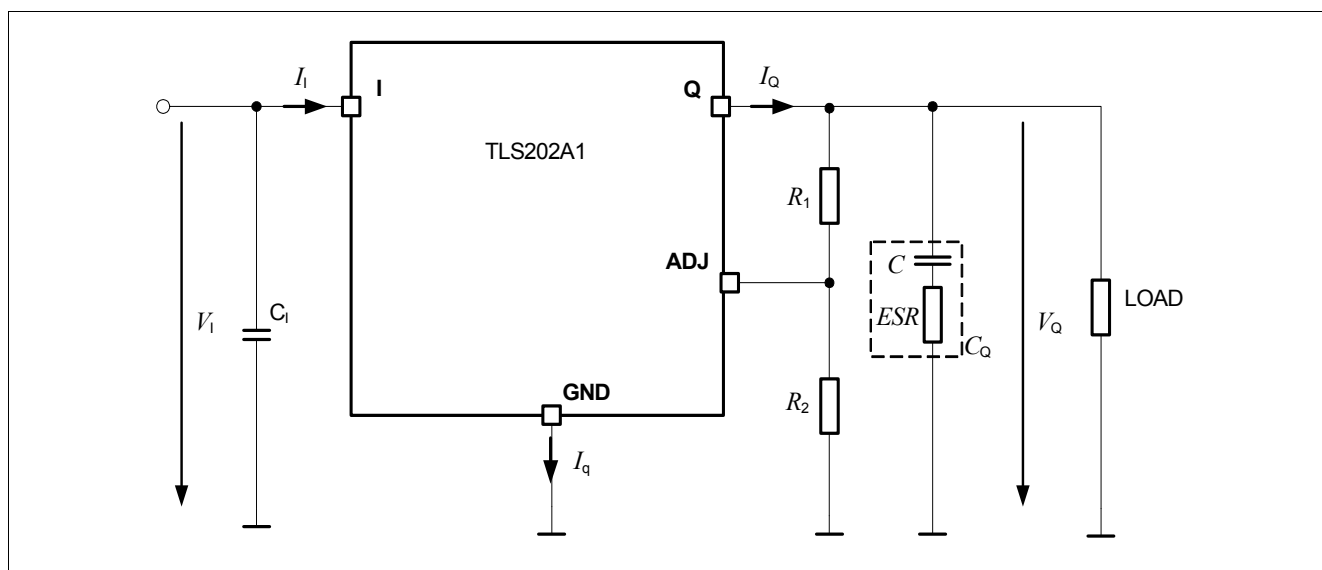 I_I
I
Q
I_Q
TLS202A1
R_1
ADJ
C
LOAD
V_I
C_I
ESR
V_Q
C_Q
GND
R_2
I_q